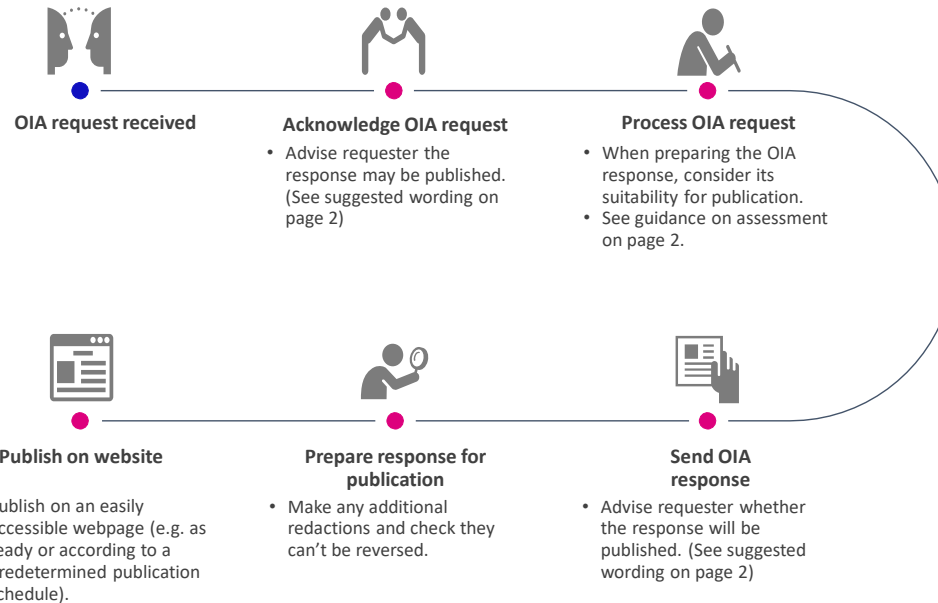 OIA request received
Acknowledge OIA request
• Advise requester the
response may be published.
(See suggested wording on
page 2)
Process OIA request
• When preparing the OIA
response, consider its
suitability for publication.
• See guidance on assessment
on page 2.
Publish on website
ublish on an easily
ccessible webpage (e.g. as
eady or according to a
redetermined publication
chedule).
Prepare response for
publication
• Make any additional
redactions and check they
can't be reversed.
Send OIA
response
• Advise requester whether
the response will be
published. (See suggested
wording on page 2)